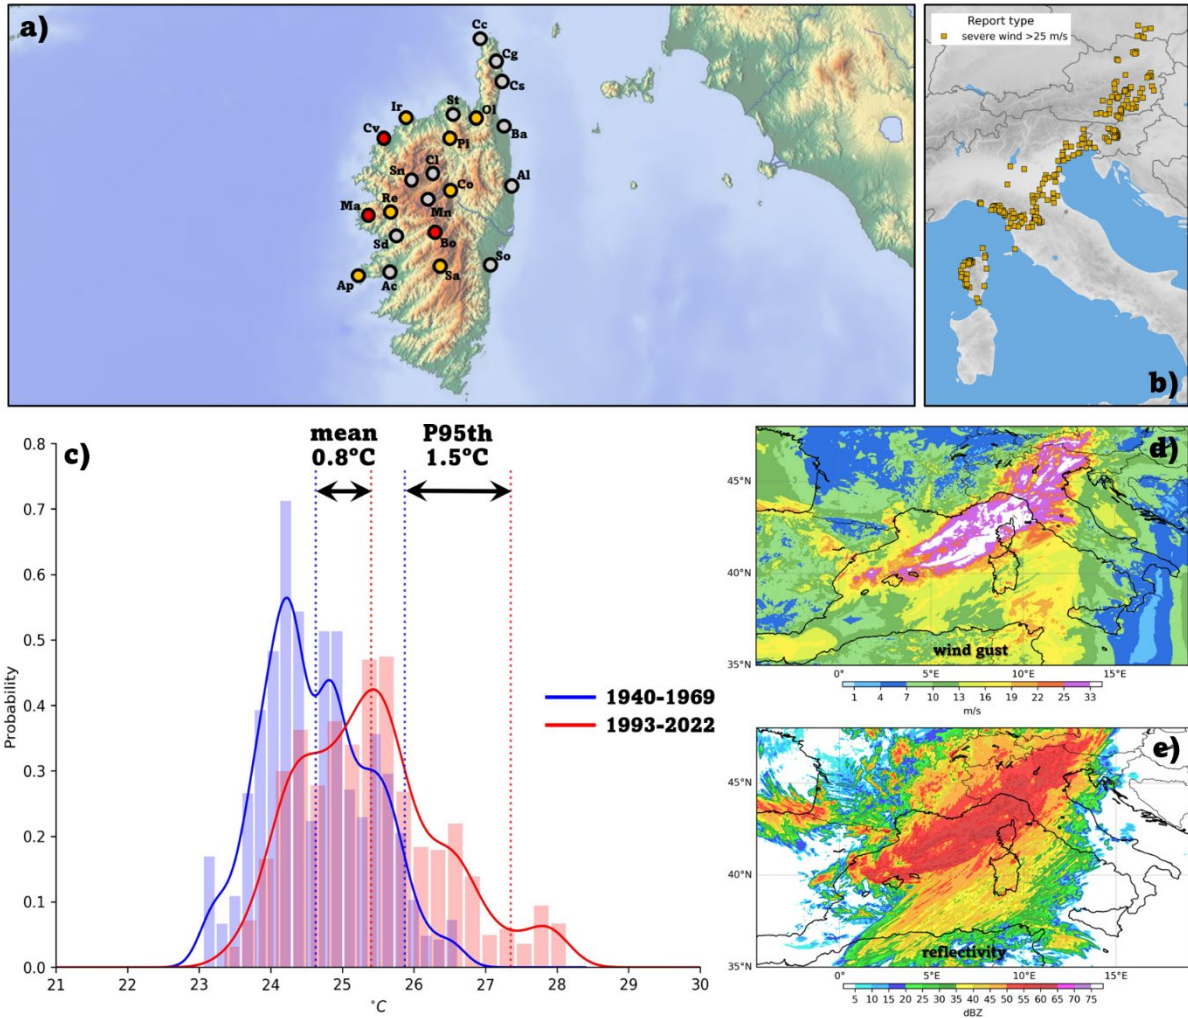 a)
Cc
Cg
Cs
Ir
St
Ol
Cv
Pi
Ba
Cl
Sn
Co
Al
Ma
Re
Mn
Sd
Bo
Ap
Ac
Sa
So
Report type
severe wind >25 m/s
b)
c)
mean
0.8°C
P95th
1.5°C
0.8
0.7
0.6
0.5
0.4
0.3
0.2
0.1
0.0
Probability
1940-1969
1993-2022
21 22 23 24 25 26 27 28 29 30
°C
d)
45°N
40°N
35°N
wind gust
0° 5°E 10°E 15°E
1 4 7 10 13 16 19 22 25 33
m/s
e)
45°N
40°N
35°N
reflectivity
0° 5°E 10°E 15°E
5 10 15 20 25 30 35 40 45 50 55 60 65 70 75
dBZ